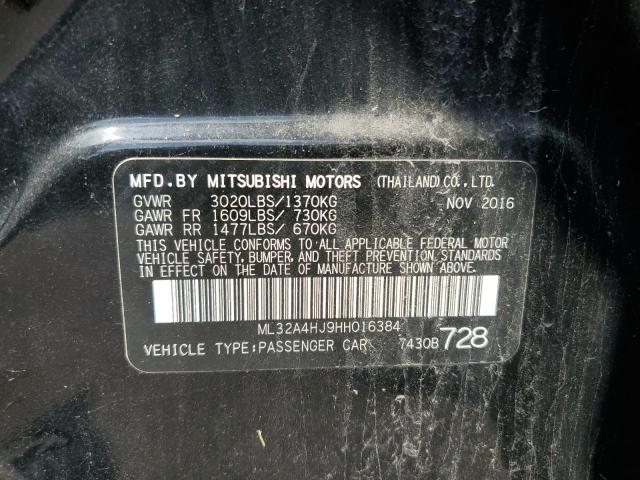 MFD.BY MITSUBISHI MOTORS (THAILAND)CO.,LTD.
GVWR 3020LBS/1370KG NOV 2016
GAWR FR 1609LBS/ 730KG
GAWR RR 1477LBS/ 670KG
THIS VEHICLE CONFORMS TO ALL APPLICABLE FEDERAL MOTOR
VEHICLE SAFETY, BUMPER, AND THEFT PREVENTION STANDARDS
IN EFFECT ON THE DATE OF MANUFACTURE SHOWN ABOVE.
ML32A4HJ9HH016384
VEHICLE TYPE:PASSENGER CAR 7430B 728